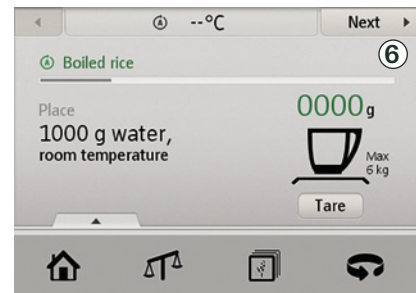 --°C
Next
6
Boiled rice
Place
0000 g
1000 g water,
room temperature
Max
6 kg
Tare